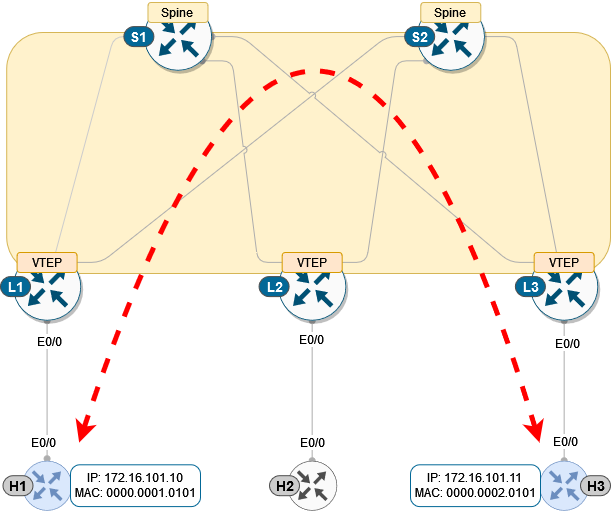 Spine
Spine
S1
S2
VTEP
VTEP
VTEP
L1
L2
L3
E0/0
E0/0
E0/0
E0/0
E0/0
E0/0
H1
IP: 172.16.101.10
MAC: 0000.0001.0101
H2
IP: 172.16.101.11
MAC: 0000.0002.0101
H3